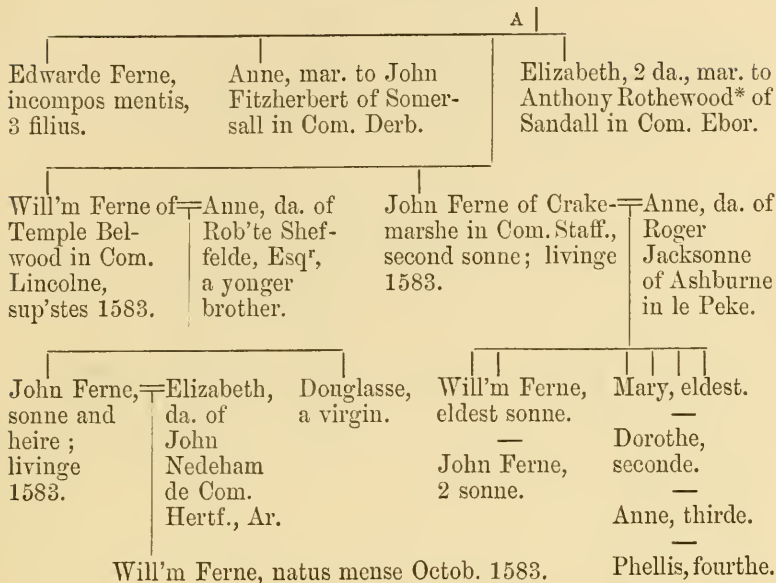 A
Edwarde Ferne,
incompos mentis,
3 filius.
Anne, mar. to John
Fitzherbert of Somer-
sall in Com. Derb.
Elizabeth, 2 da., mar. to
Anthony Rothewood* of
Sandall in Com. Ebor.
Will'm Ferne of
Temple Bel-
wood in Com.
Lincolne,
sup'stes 1583.
Anne, da. of
Rob'te Shef-
felde, Esqʳ,
a yonger
brother.
John Ferne of Crake-
marshe in Com. Staff.,
second sonne; livinge
1583.
Anne, da. of
Roger
Jacksonne
of Ashburne
in le Peke.
John Ferne,
sonne and
heire;
livinge
1583.
Elizabeth,
da. of
John
Nedeham
de Com.
Hertf., Ar.
Douglasse,
a virgin.
Will'm Ferne,
eldest sonne.
—
John Ferne,
2 sonne.
Mary, eldest.
—
Dorothe,
seconde.
—
Anne, thirde.
—
Phellis, fourthe.
Will'm Ferne, natus mense Octob. 1583.